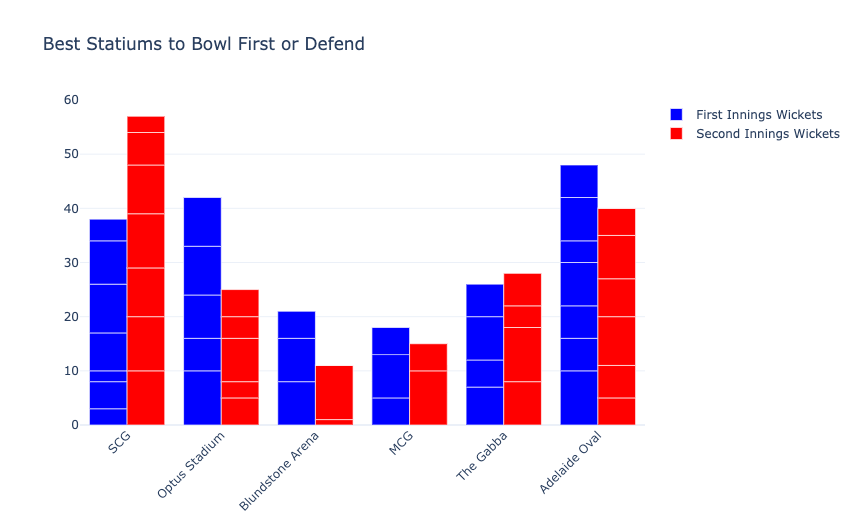 Best Statiums to Bowl First or Defend
First Innings Wickets
Second Innings Wickets
60
50
40
30
20
10
0
SCG
Optus Stadium
Blundstone Arena
MCG
The Gabba
Adelaide Oval